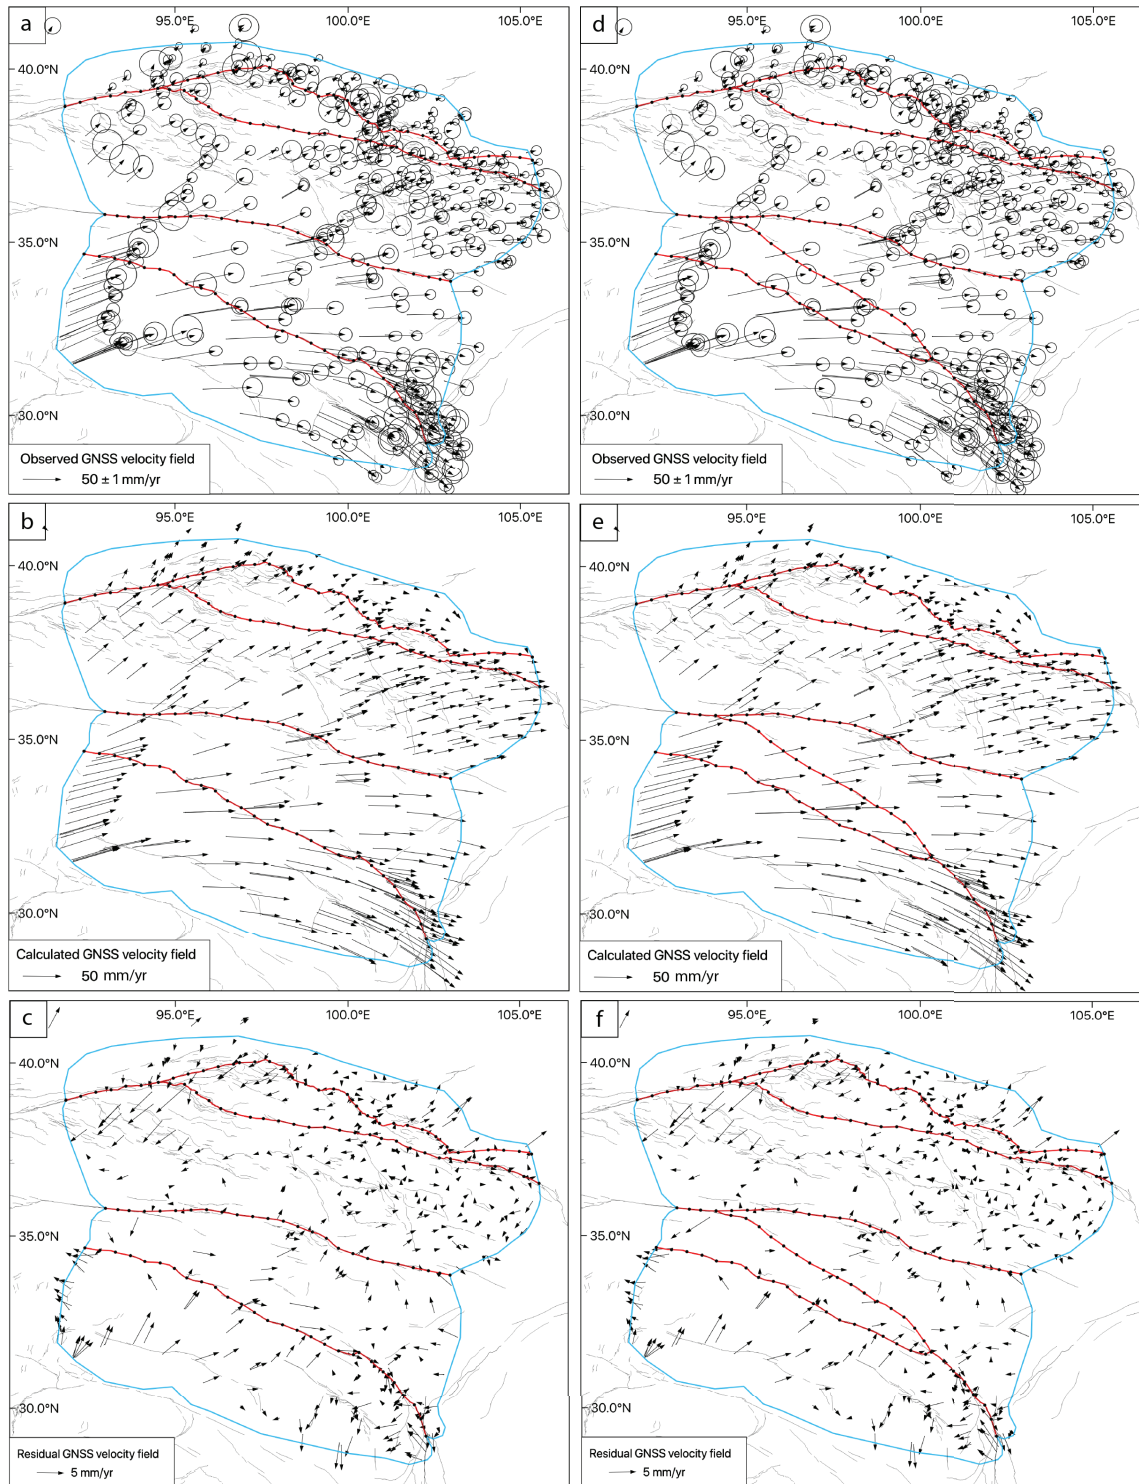 a
95.0°E
100.0°E
105.0°E
40.0°N
35.0°N
30.0°N
Observed GNSS velocity field
50 ± 1 mm/yr
d
95.0°E
100.0°E
105.0°E
40.0°N
35.0°N
30.0°N
Observed GNSS velocity field
50 ± 1 mm/yr
b
95.0°E
100.0°E
105.0°E
40.0°N
35.0°N
30.0°N
Calculated GNSS velocity field
50 mm/yr
e
95.0°E
100.0°E
105.0°E
40.0°N
35.0°N
30.0°N
Calculated GNSS velocity field
50 mm/yr
c
95.0°E
100.0°E
105.0°E
40.0°N
35.0°N
30.0°N
Residual GNSS velocity field
5 mm/yr
f
95.0°E
100.0°E
105.0°E
40.0°N
35.0°N
30.0°N
Residual GNSS velocity field
5 mm/yr